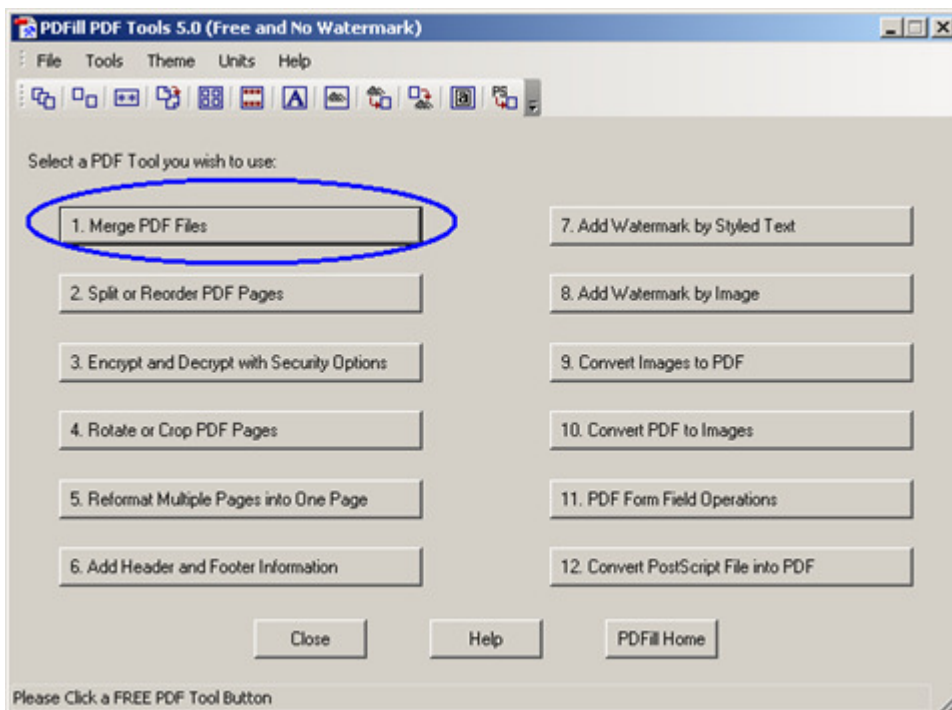 PDFill PDF Tools 5.0 (Free and No Watermark)
File Tools Theme Units Help
A a PS
Select a PDF Tool you wish to use:
1. Merge PDF Files
2. Split or Reorder PDF Pages
3. Encrypt and Decrypt with Security Options
4. Rotate or Crop PDF Pages
5. Reformat Multiple Pages into One Page
6. Add Header and Footer Information
7. Add Watermark by Styled Text
8. Add Watermark by Image
9. Convert Images to PDF
10. Convert PDF to Images
11. PDF Form Field Operations
12. Convert PostScript File into PDF
Close Help PDFill Home
Please Click a FREE PDF Tool Button